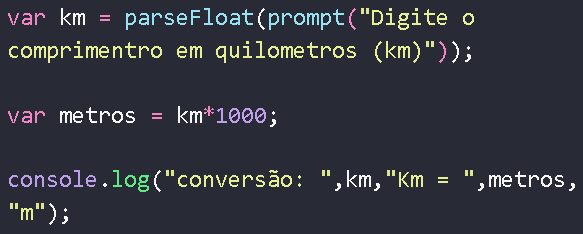 var km = parseFloat(prompt("Digite o
comprimentro em quilometros (km)"));
var metros = km*1000;
console.log("conversão: ",km,"Km = ",metros,
"m");